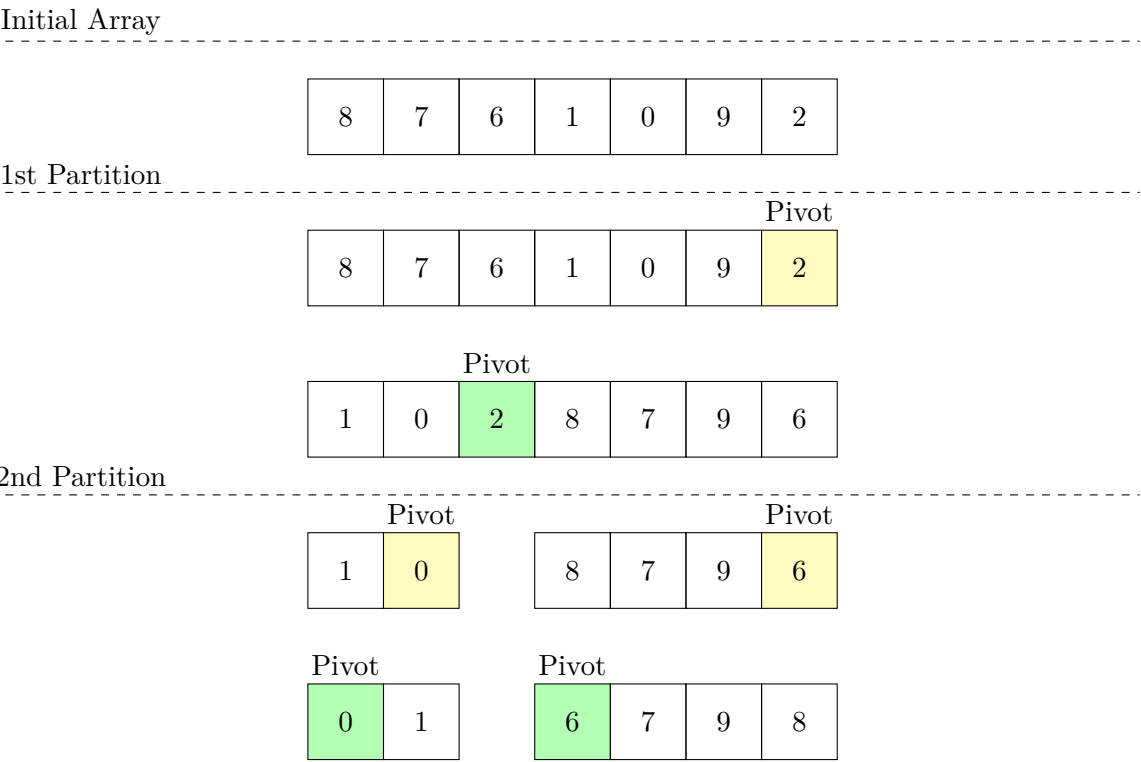 Initial Array
8 7 6 1 0 9 2
1st Partition
Pivot
8 7 6 1 0 9 2
Pivot
1 0 2 8 7 9 6
2nd Partition
Pivot Pivot
1 0 8 7 9 6
Pivot Pivot
0 1 6 7 9 8